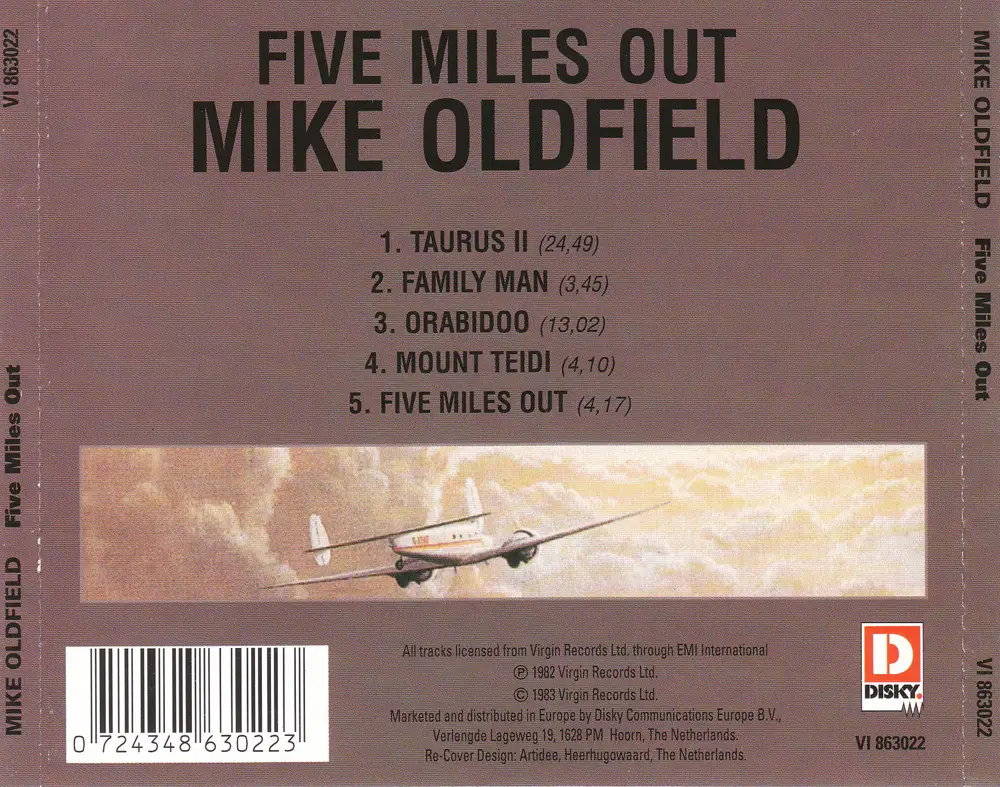 FIVE MILES OUT
MIKE OLDFIELD
1. TAURUS II (24,49)
2. FAMILY MAN (3,45)
3. ORABIDOO (13,02)
4. MOUNT TEIDI (4,10)
5. FIVE MILES OUT (4,17)
All tracks licensed from Virgin Records Ltd. through EMI International
Ⓟ 1982 Virgin Records Ltd.
© 1983 Virgin Records Ltd.
Marketed and distributed in Europe by Disky Communications Europe B.V.,
Verlengde Lageweg 19, 1628 PM Hoorn, The Netherlands.
Re-Cover Design: Artidee, Heerhugowaard, The Netherlands.
0 724348 630223
D
DISKY.
VI 863022
MIKE OLDFIELD Five Miles Out
VI 863022
MIKE OLDFIELD Five Miles Out
VI 863022